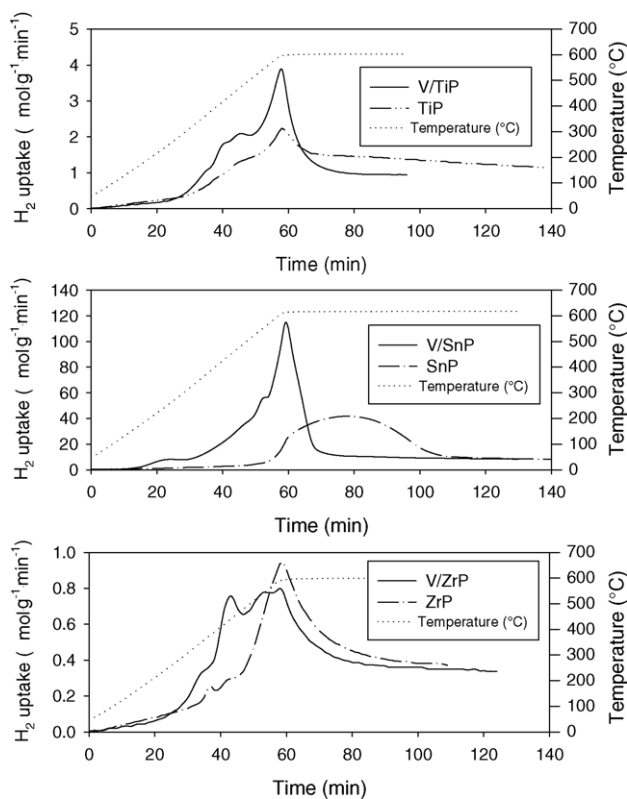 5
4
3
2
1
0
H2 uptake ( molg-1·min-1)
V/TiP
TiP
Temperature (°C)
700
600
500
400
300
200
100
0
Temperature (°C)
0 20 40 60 80 100 120 140
Time (min)
140
120
100
80
60
40
20
0
H2 uptake ( molg-1·min-1)
V/SnP
SnP
Temperature (°C)
700
600
500
400
300
200
100
0
Temperature (°C)
0 20 40 60 80 100 120 140
Time (min)
1.0
0.8
0.6
0.4
0.2
0.0
H2 uptake ( molg-1·min-1)
V/ZrP
ZrP
Temperature (°C)
700
600
500
400
300
200
100
0
Temperature (°C)
0 20 40 60 80 100 120 140
Time (min)